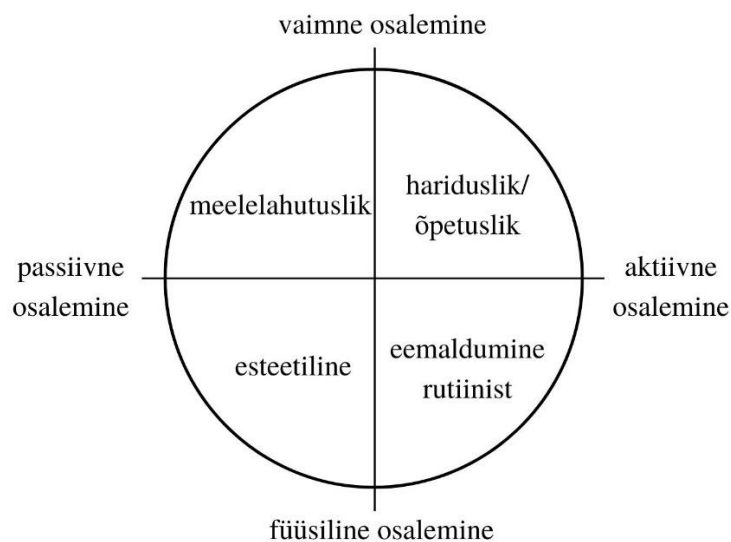 vaimne osalemine
meelelahutuslik
hariduslik/
õpetuslik
passiivne
osalemine
aktiivne
osalemine
esteetiline
eemaldumine
rutiinist
füüsiline osalemine